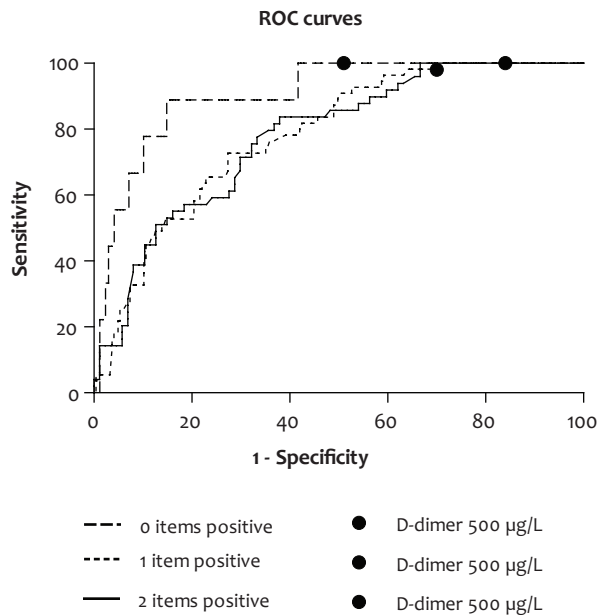 ROC curves
100
80
60
40
20
0
Sensitivity
0 20 40 60 80 100
1 - Specificity
0 items positive D-dimer 500 µg/L
1 item positive D-dimer 500 µg/L
2 items positive D-dimer 500 µg/L